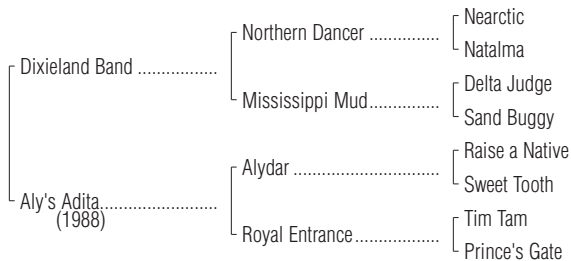 Nearctic
Northern Dancer ...............
Natalma
Dixieland Band .................
Delta Judge
Mississippi Mud...............
Sand Buggy
Raise a Native
Alydar ...............................
Sweet Tooth
Aly's Adita.........................
(1988)
Tim Tam
Royal Entrance..................
Prince's Gate